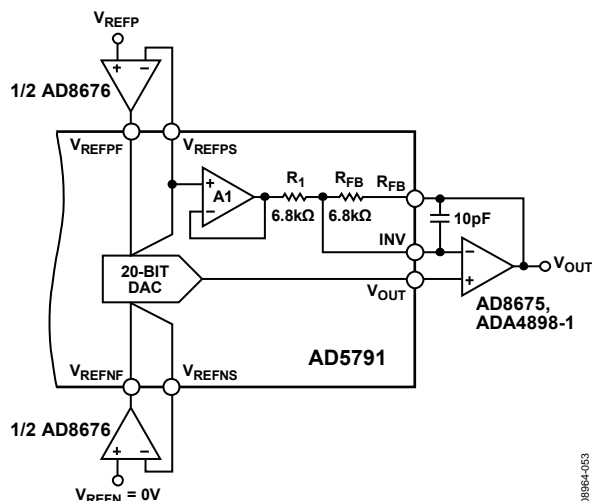 V_REFP
1/2 AD8676
V_REFPF
V_REFPS
A1
R_1
6.8kΩ
R_FB
6.8kΩ
R_FB
10pF
INV
20-BIT
DAC
V_OUT
V_OUT
AD8675,
ADA4898-1
AD5791
V_REFNF
V_REFNS
1/2 AD8676
V_REFN = 0V
08964-053